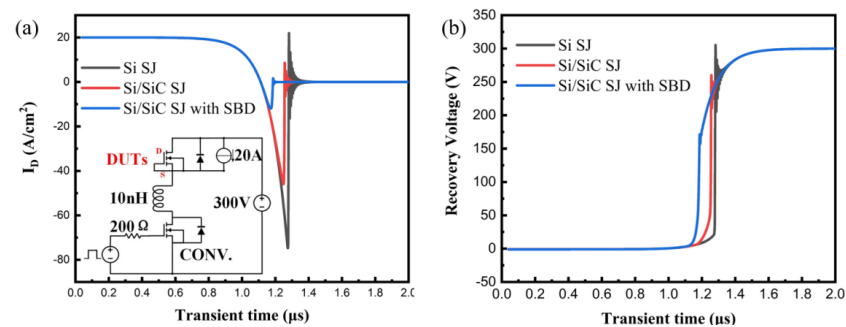 (a)
I_D (A/cm²)
20
0
-20
-40
-60
-80
Si SJ
Si/SiC SJ
Si/SiC SJ with SBD
D
DUTs
20A
S
10nH
300V
200 Ω
CONV.
0.0 0.2 0.4 0.6 0.8 1.0 1.2 1.4 1.6 1.8 2.0
Transient time (μs)
(b)
Recovery Voltage (V)
350
300
250
200
150
100
50
0
-50
Si SJ
Si/SiC SJ
Si/SiC SJ with SBD
0.2 0.4 0.6 0.8 1.0 1.2 1.4 1.6 1.8 2.0
Transient time (μs)